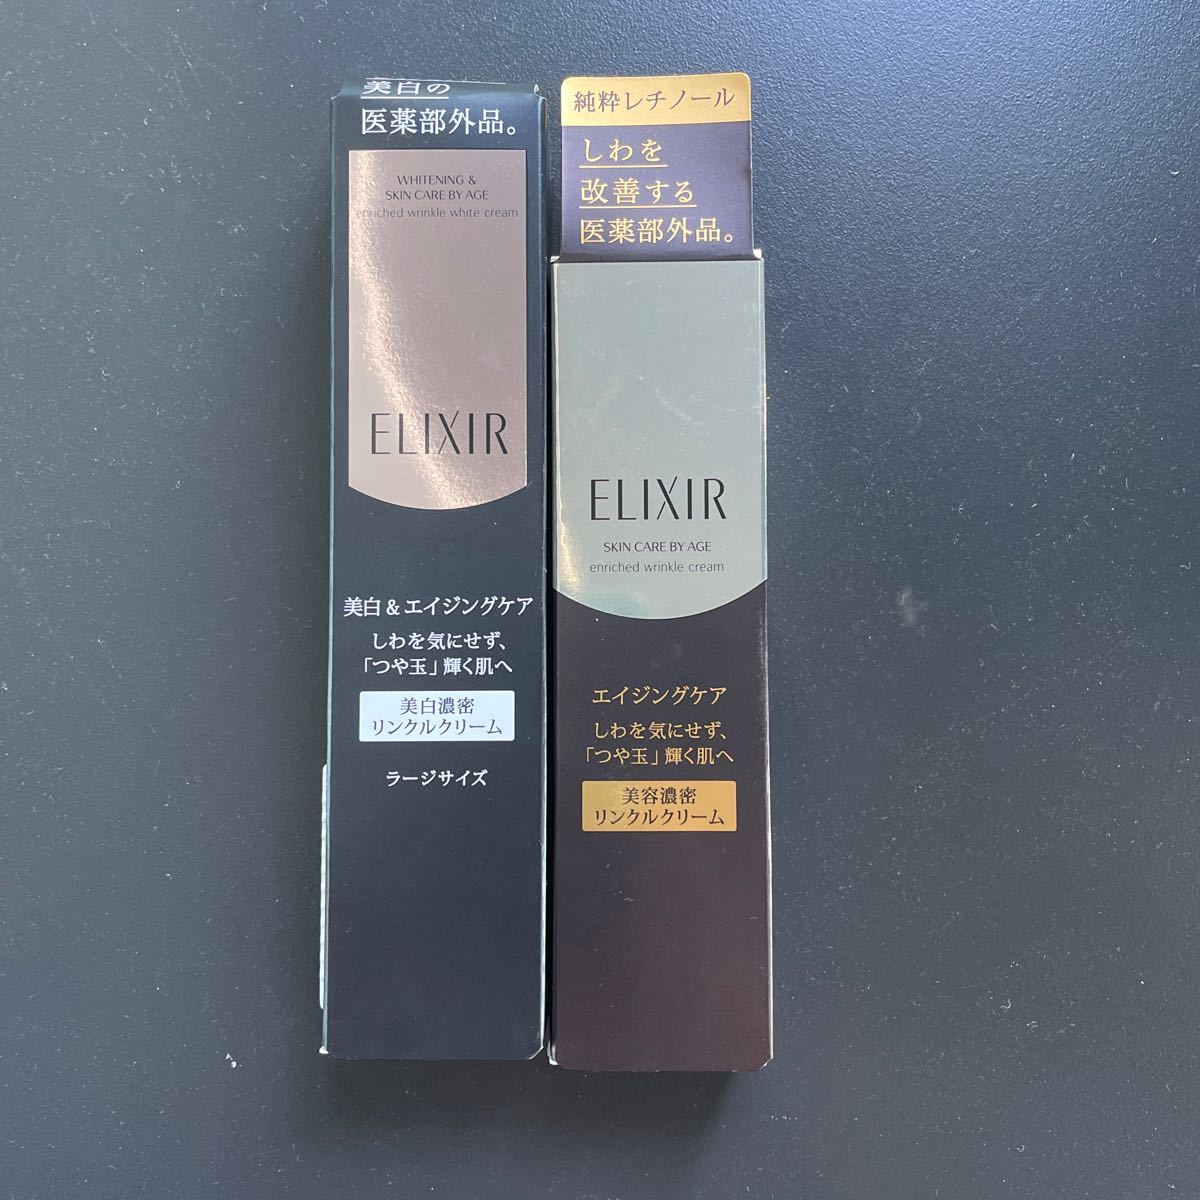 美白の
医薬部外品。
WHITENING &
SKIN CARE BY AGE
enriched wrinkle white cream
ELIXIR
美白&エイジングケア
しわを気にせず、
「つや玉」輝く肌へ
美白濃密
リンクルクリーム
ラージサイズ
純粋レチノール
しわを
改善する
医薬部外品。
ELIXIR
SKIN CARE BY AGE
enriched wrinkle cream
エイジングケア
しわを気にせず、
「つや玉」輝く肌へ
美容濃密
リンクルクリーム